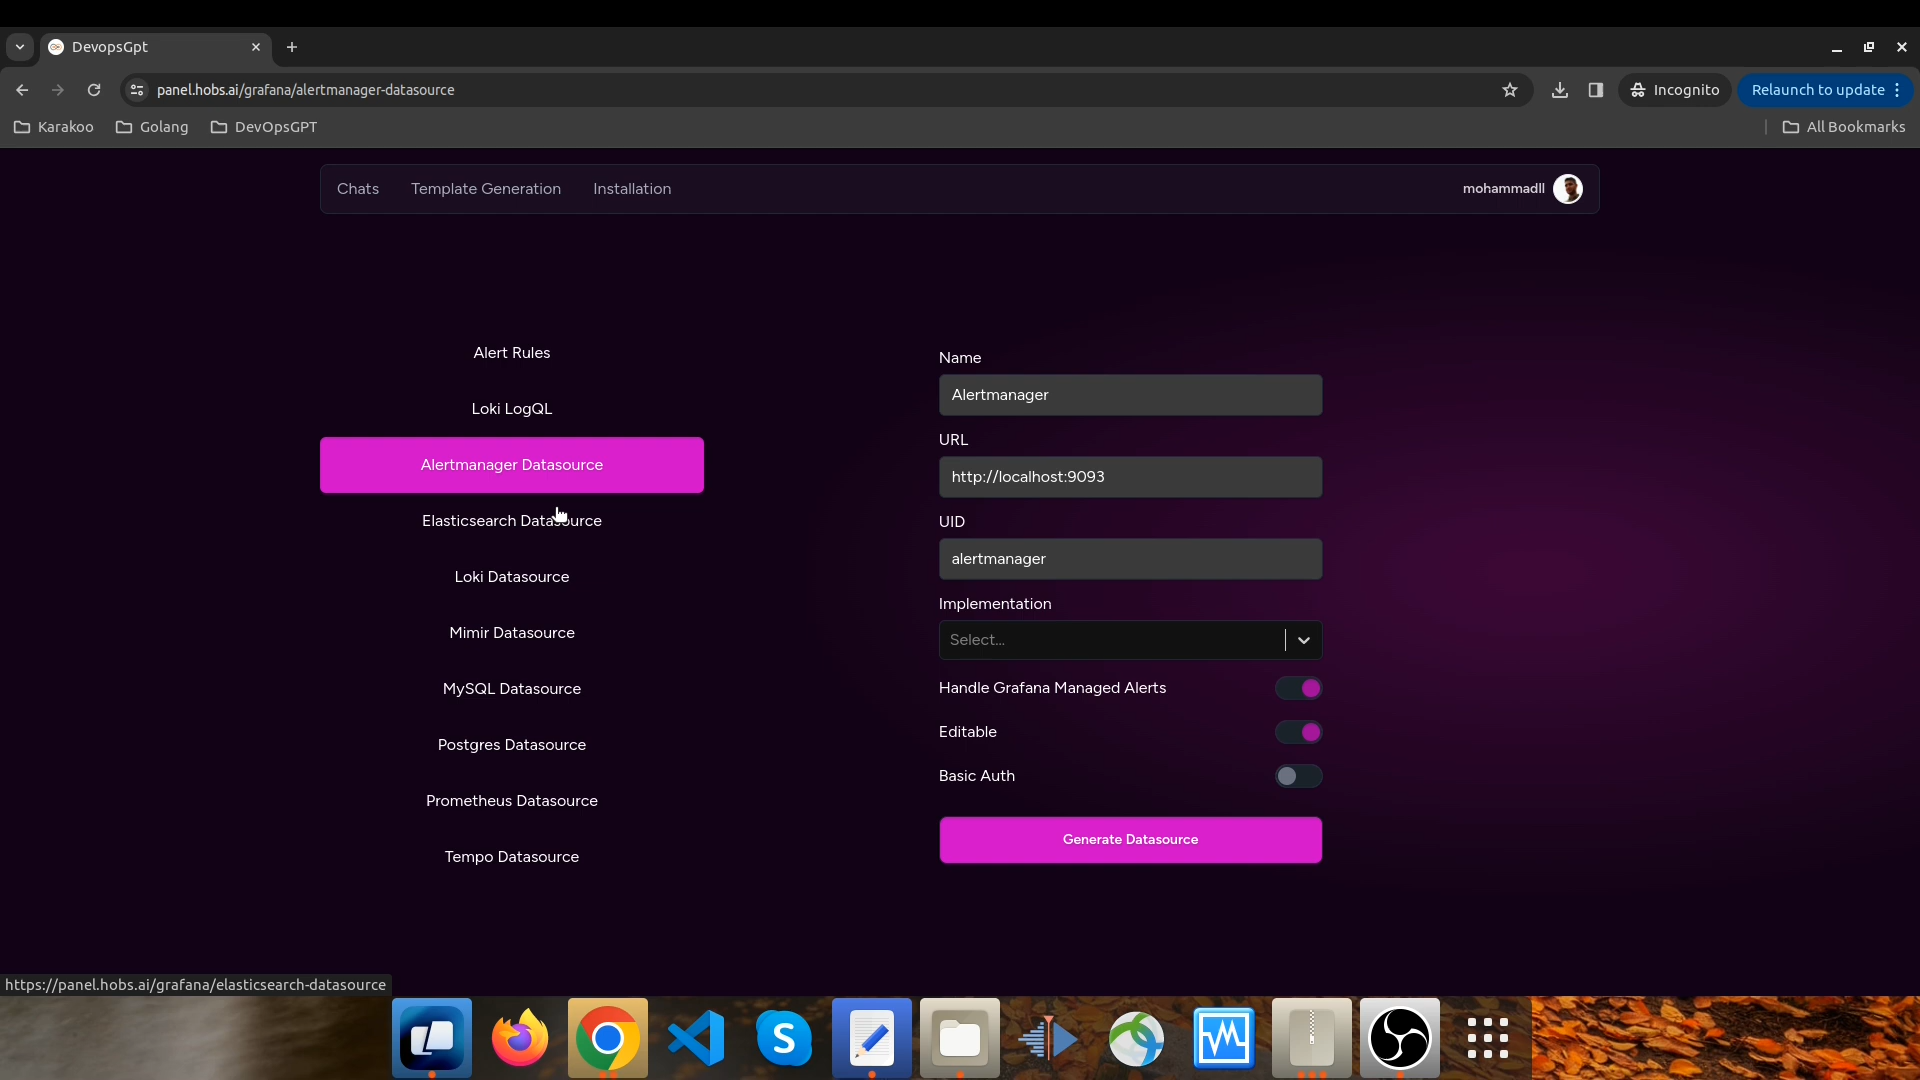 DevopsGpt
panel.hobs.ai/grafana/alertmanager-datasource
Incognito
Relaunch to update
Karakoo
Golang
DevOpsGPT
All Bookmarks
Chats
Template Generation
Installation
mohammadll
Alert Rules
Loki LogQL
Alertmanager Datasource
Elasticsearch Datasource
Loki Datasource
Mimir Datasource
MySQL Datasource
Postgres Datasource
Prometheus Datasource
Tempo Datasource
Name
Alertmanager
URL
http://localhost:9093
UID
alertmanager
Implementation
Select...
Handle Grafana Managed Alerts
Editable
Basic Auth
Generate Datasource
https://panel.hobs.ai/grafana/elasticsearch-datasource